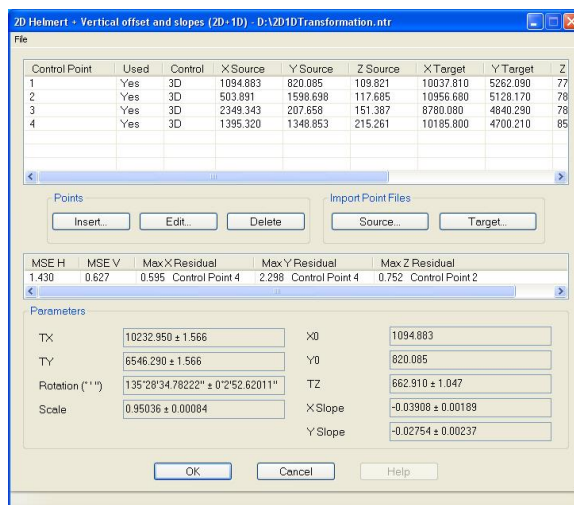 2D Helmert + Vertical offset and slopes (2D+1D) - D:\2D1DTransformation.ntr
File
Control Point Used Control X Source Y Source Z Source X Target Y Target Z
1 Yes 3D 1094.883 820.085 109.821 10037.810 5262.090 77
2 Yes 3D 503.891 1598.698 117.685 10956.680 5128.170 78
3 Yes 3D 2349.343 207.658 151.387 8780.080 4840.290 78
4 Yes 3D 1395.320 1348.853 215.261 10185.800 4700.210 85
Points Import Point Files
Insert... Edit... Delete Source... Target...
MSE H MSE V Max X Residual Max Y Residual Max Z Residual
1.430 0.627 0.595 Control Point 4 2.298 Control Point 4 0.752 Control Point 2
Parameters
TX 10232.950 ± 1.566 X0 1094.883
TY 6546.290 ± 1.566 Y0 820.085
Rotation (° ' ") 135°28'34.78222" ± 0°2'52.62011" TZ 662.910 ± 1.047
Scale 0.95036 ± 0.00084 X Slope -0.03908 ± 0.00189
Y Slope -0.02754 ± 0.00237
OK Cancel Help